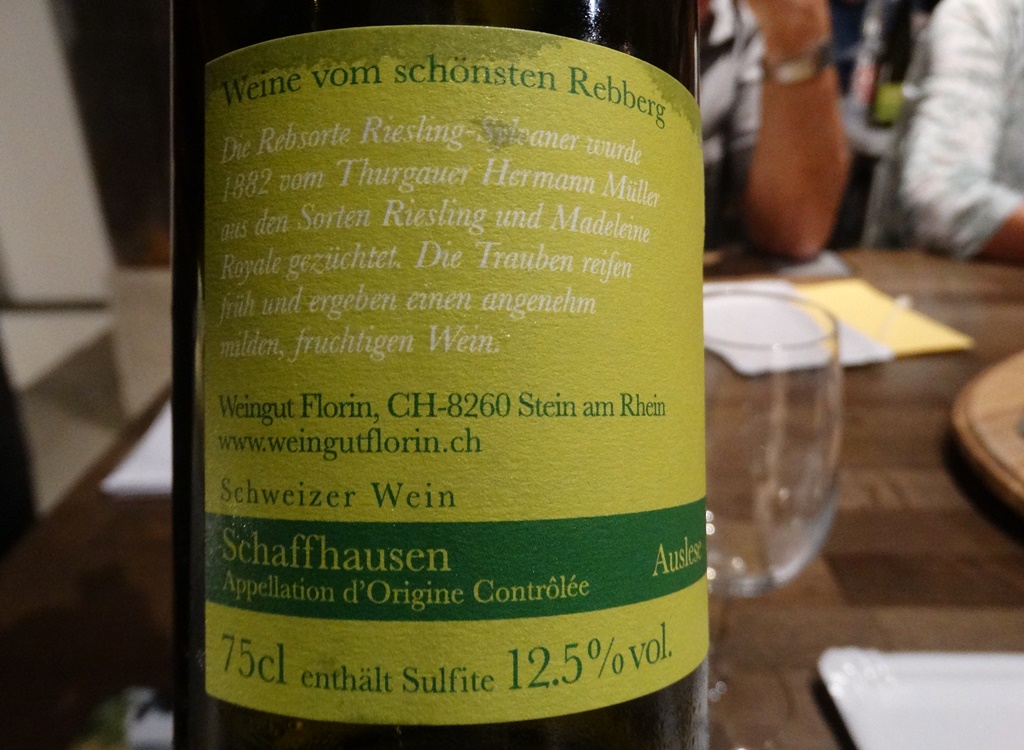 Weine vom schönsten Rebberg
Die Rebsorte Riesling-Sylvaner wurde
1882 vom Thurgauer Hermann Müller
aus den Sorten Riesling und Madeleine
Royale gezüchtet. Die Trauben reifen
früh und ergeben einen angenehm
milden, fruchtigen Wein.
Weingut Florin, CH-8260 Stein am Rhein
www.weingutflorin.ch
Schweizer Wein
Schaffhausen Auslese
Appellation d'Origine Contrôlée
75cl enthält Sulfite 12.5% vol.